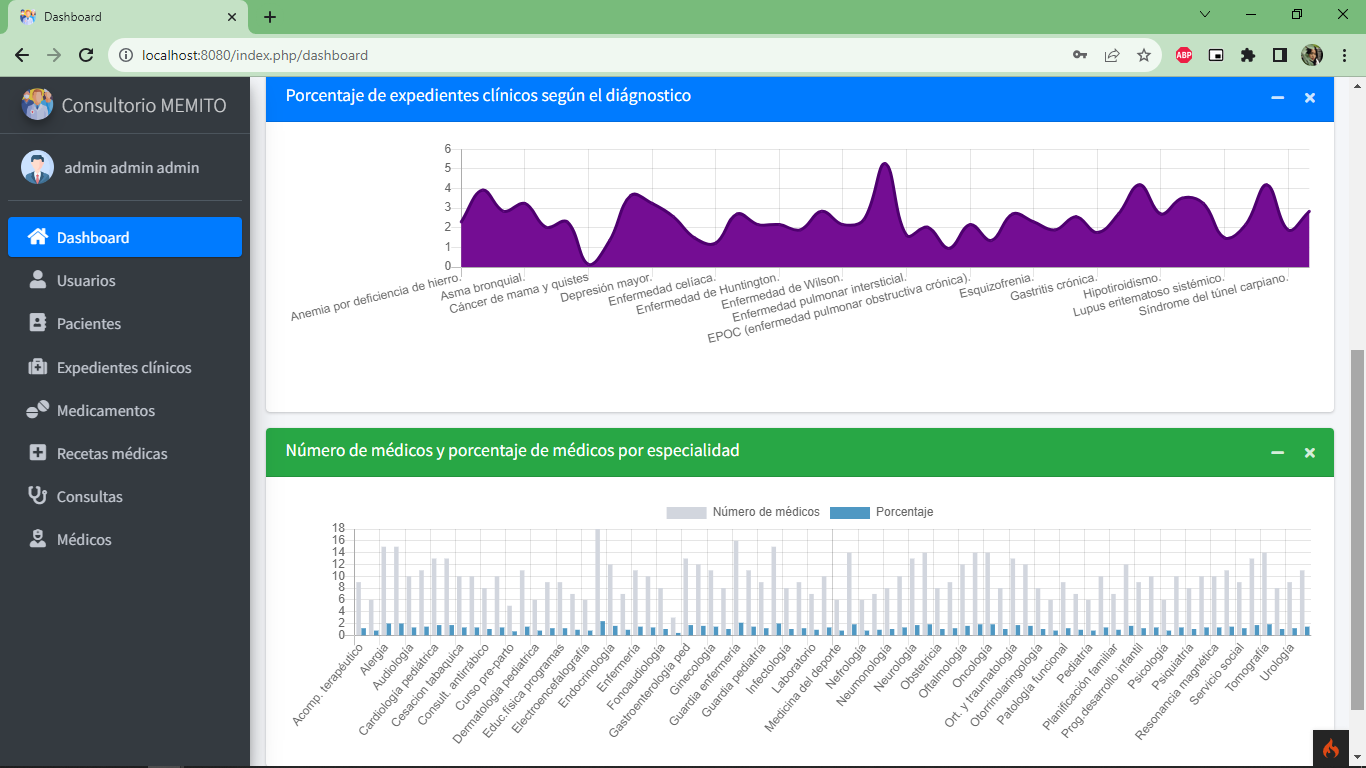 Dashboard
localhost:8080/index.php/dashboard
ABP
Consultorio MEMITO
admin admin admin
Dashboard
Usuarios
Pacientes
Expedientes clínicos
Medicamentos
Recetas médicas
Consultas
Médicos
Porcentaje de expedientes clínicos según el diágnostico
6
5
4
3
2
1
0
Anemia por deficiencia de hierro.
Asma bronquial.
Cáncer de mama y quistes
Depresión mayor.
Enfermedad celíaca.
Enfermedad de Huntington.
Enfermedad de Wilson.
Enfermedad pulmonar intersticial.
EPOC (enfermedad pulmonar obstructiva crónica).
Esquizofrenia.
Gastritis crónica.
Hipotiroidismo.
Lupus eritematoso sistémico.
Síndrome del túnel carpiano.
Número de médicos y porcentaje de médicos por especialidad
Número de médicos
Porcentaje
18
16
14
12
10
8
6
4
2
0
Acomp. terapéutico
Alergia
Audiología
Cardiología pediátrica
Cesacion tabaquica
Consult. antirrábico
Curso pre-parto
Dermatología pediatrica
Educ.física programas
Electroencefalografía
Endocrinología
Enfermería
Fonoaudiología
Gastroenterología ped
Ginecología
Guardia enfermería
Guardia pediatría
Infectología
Laboratorio
Medicina del deporte
Nefrología
Neumonología
Neurología
Obstetricia
Oftalmología
Oncología
Ort. y traumatología
Otorrinolaringología
Patología funcional
Pediatría
Planificación familiar
Prog.desarrollo infantil
Psicología
Psiquiatría
Resonancia magnética
Servicio social
Tomografía
Urología